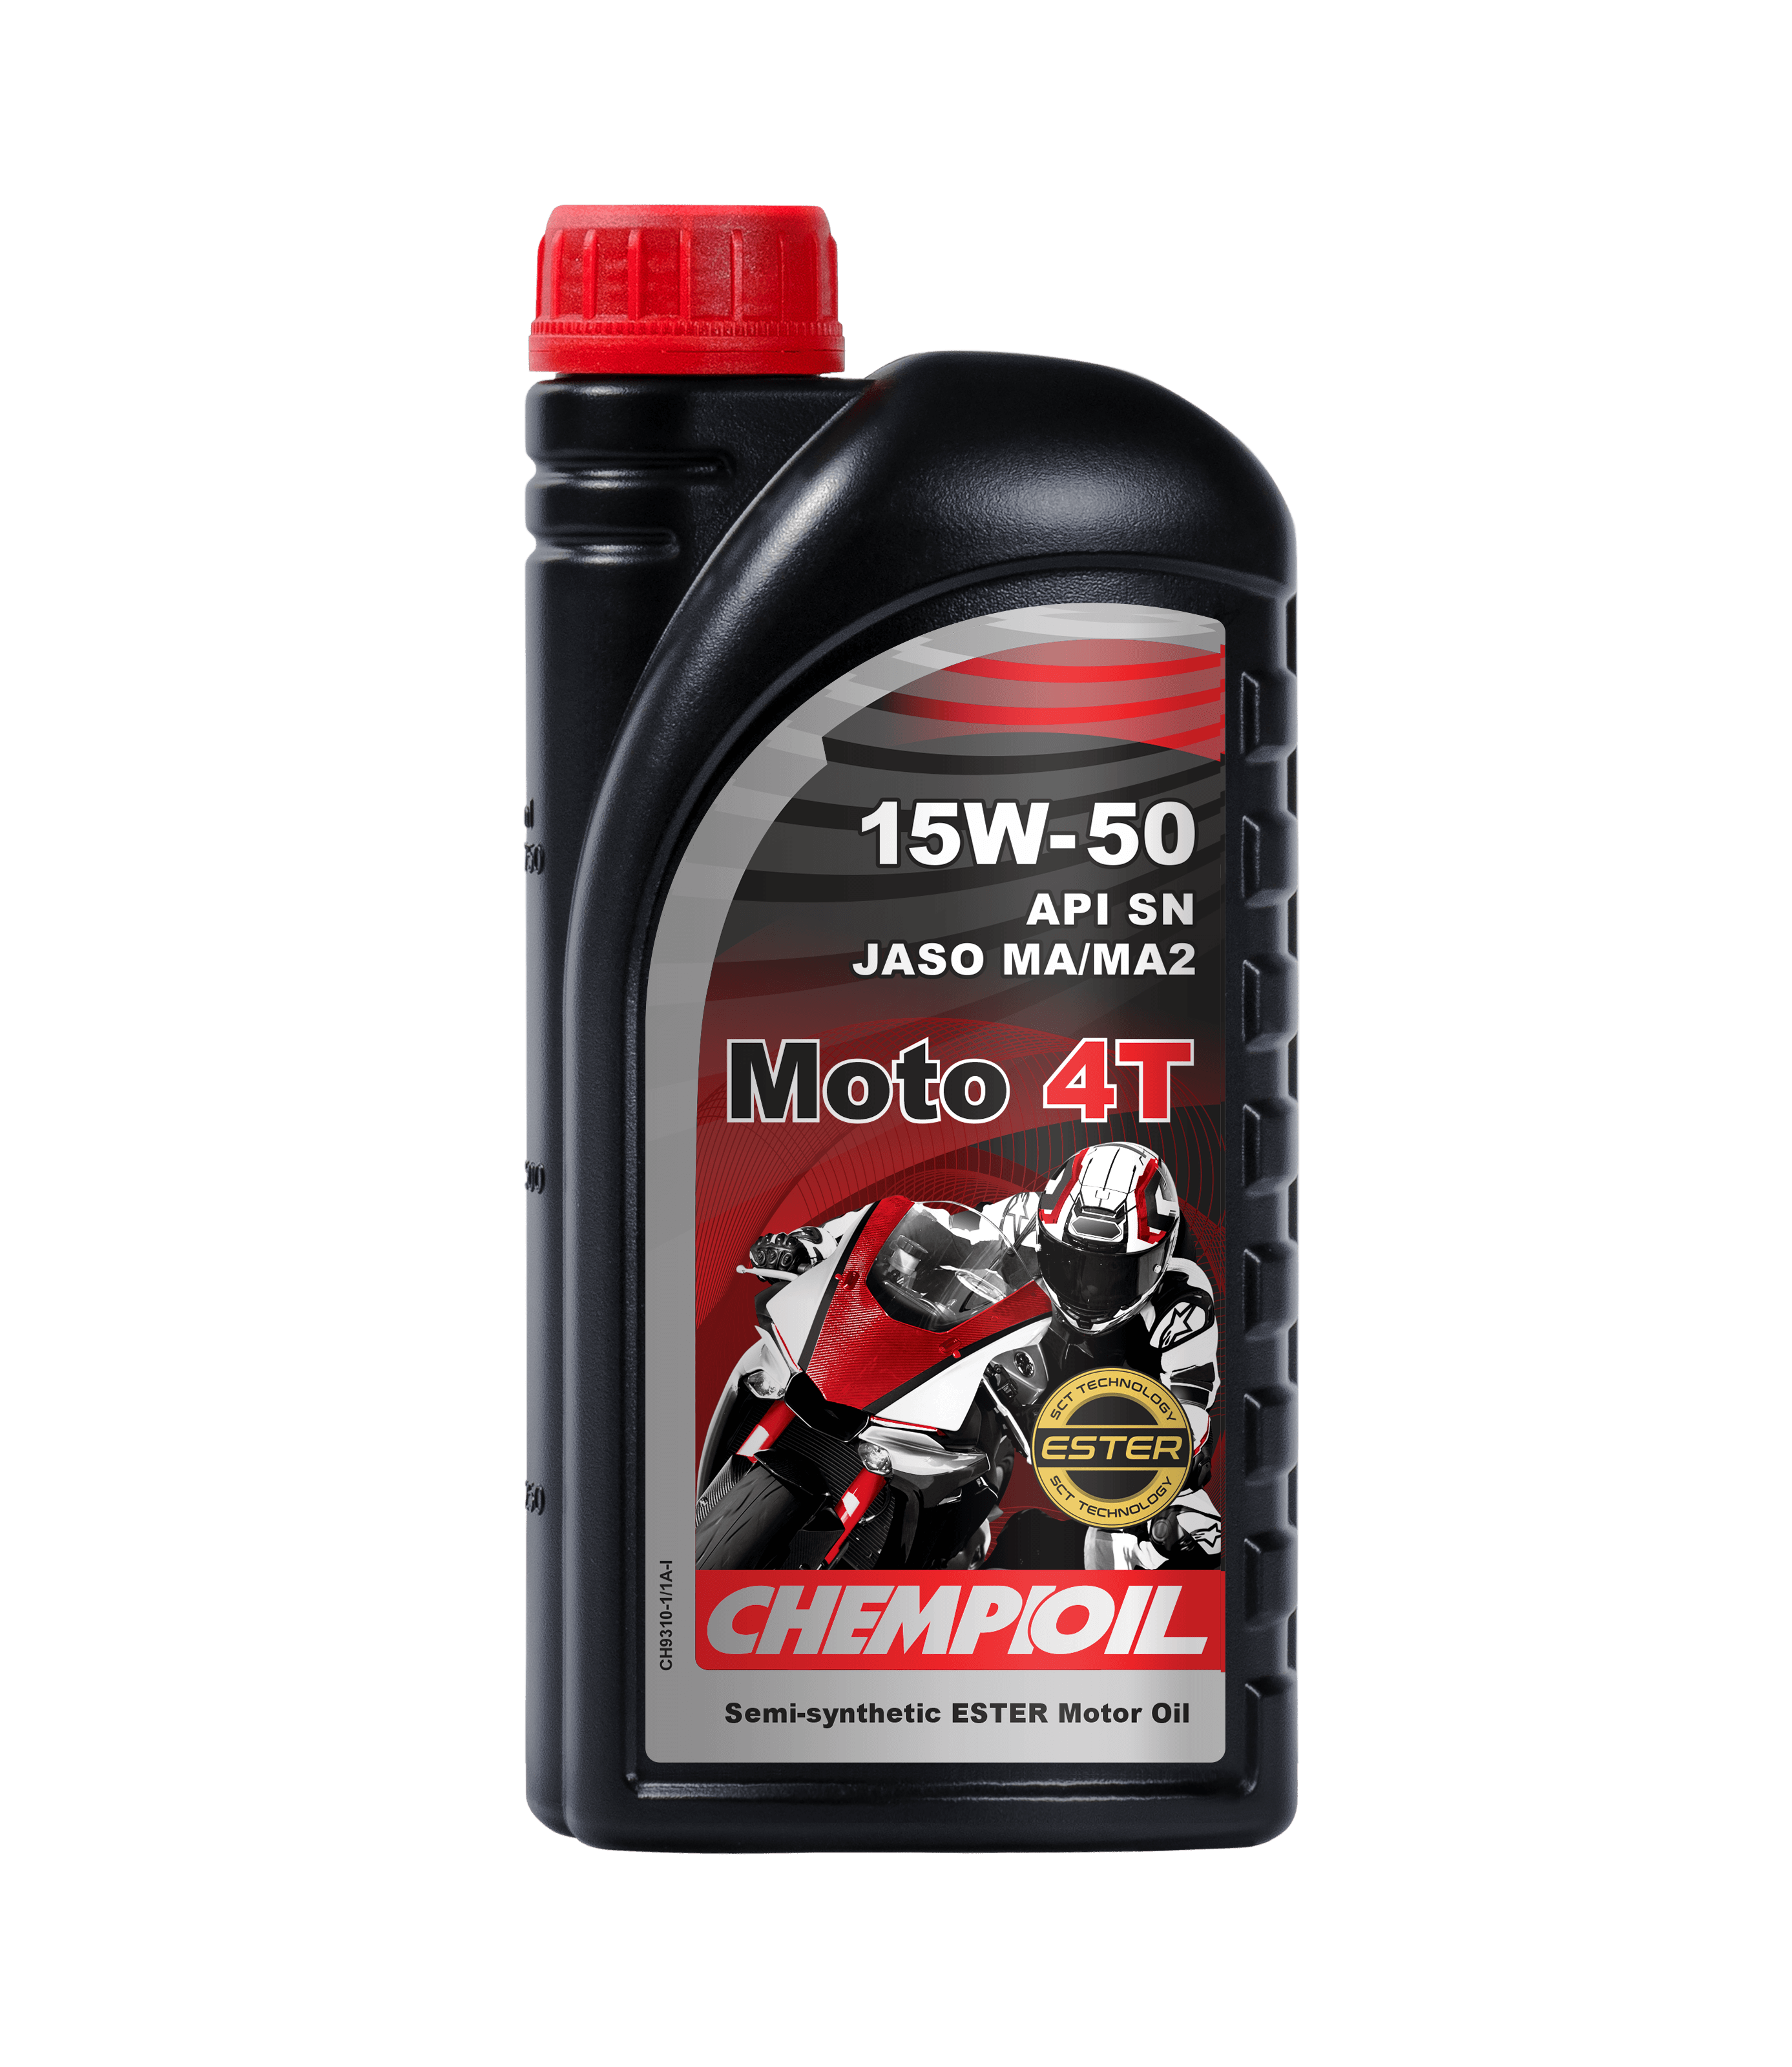 15W-50
API SN
JASO MA/MA2
Moto 4T
SCT TECHNOLOGY
ESTER
SCT TECHNOLOGY
CHEMPIOIL
Semi-synthetic ESTER Motor Oil
CH9310-1/1A-I